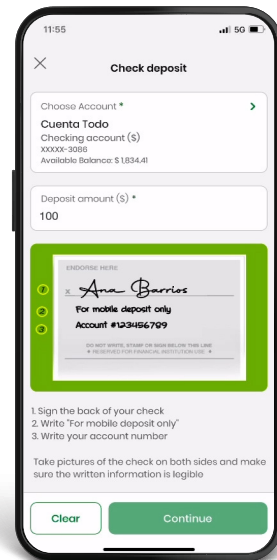 11:55
5G
Check deposit
Choose Account *
Cuenta Todo
Checking account ($)
XXXXX-3086
Available Balance: $ 1,834.41
Deposit amount ($) *
100
ENDORSE HERE
1 x Ana Barrios
2 For mobile deposit only
3 Account #123456789
DO NOT WRITE, STAMP OR SIGN BELOW THIS LINE
✦ RESERVED FOR FINANCIAL INSTITUTION USE ✦
1. Sign the back of your check
2. Write "For mobile deposit only"
3. Write your account number
Take pictures of the check on both sides and make
sure the written information is legible
Clear
Continue